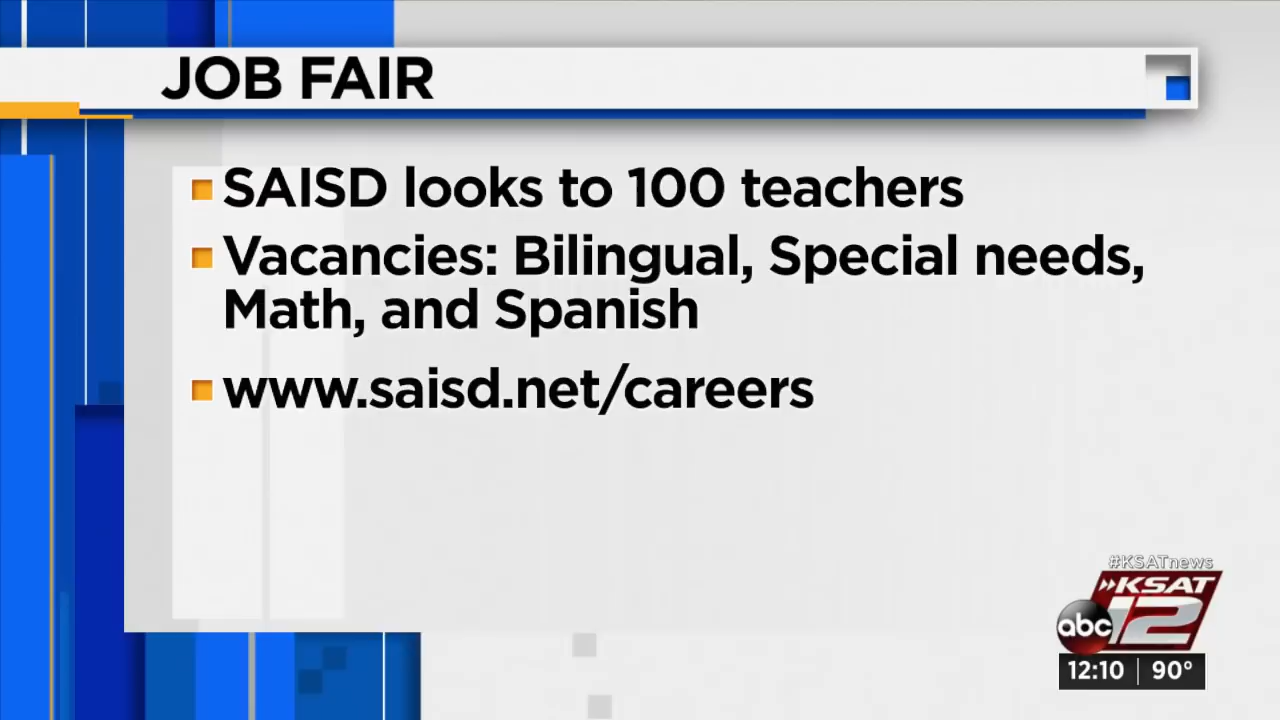 JOB FAIR
SAISD looks to 100 teachers
Vacancies: Bilingual, Special needs,
Math, and Spanish
www.saisd.net/careers
#KSATnews
KSAT
abc 12
12:10 90°